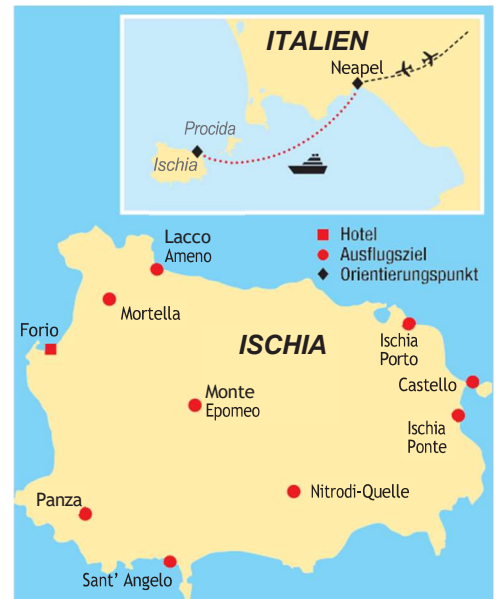 ITALIEN
Neapel
Procida
Ischia
Hotel
Ausflugsziel
Orientierungspunkt
Lacco
Ameno
Mortella
Forio
ISCHIA
Ischia
Porto
Castello
Monte
Epomeo
Ischia
Ponte
Nitrodi-Quelle
Panza
Sant' Angelo